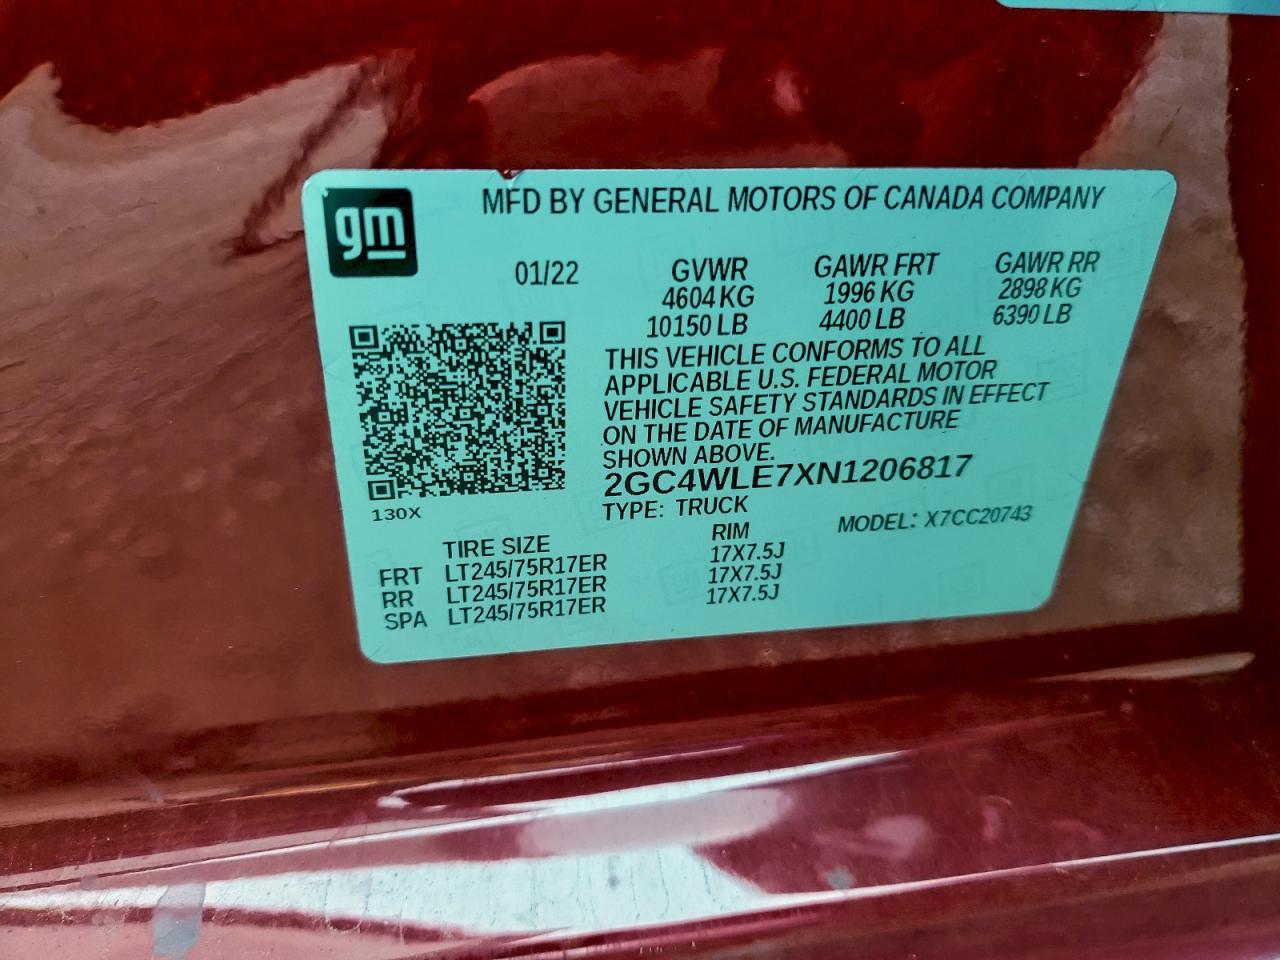 gm
MFD BY GENERAL MOTORS OF CANADA COMPANY
01/22 GVWR GAWR FRT GAWR RR
4604 KG 1996 KG 2898 KG
10150 LB 4400 LB 6390 LB
THIS VEHICLE CONFORMS TO ALL
APPLICABLE U.S. FEDERAL MOTOR
VEHICLE SAFETY STANDARDS IN EFFECT
ON THE DATE OF MANUFACTURE
SHOWN ABOVE.
2GC4WLE7XN1206817
130X
TYPE: TRUCK MODEL: X7CC20743
TIRE SIZE RIM
FRT LT245/75R17ER 17X7.5J
RR LT245/75R17ER 17X7.5J
SPA LT245/75R17ER 17X7.5J